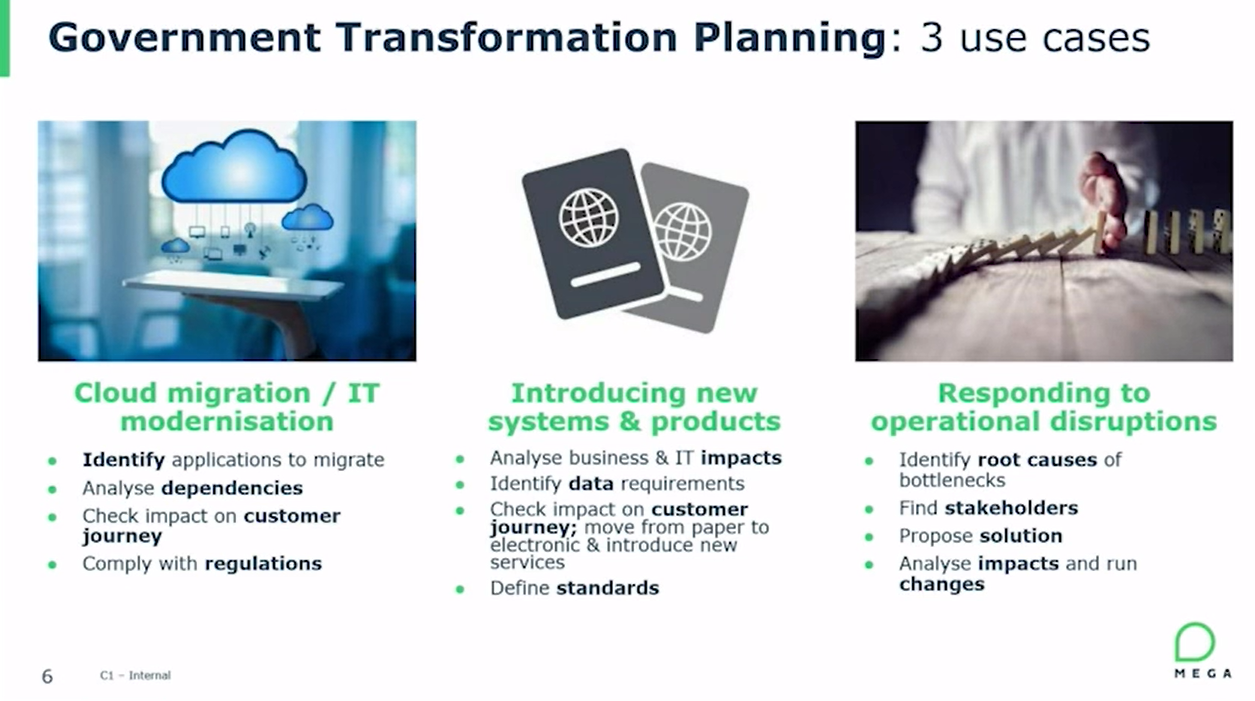 Government Transformation Planning: 3 use cases
Cloud migration / IT
modernisation
Identify applications to migrate
Analyse dependencies
Check impact on customer
journey
Comply with regulations
Introducing new
systems & products
Analyse business & IT impacts
Identify data requirements
Check impact on customer
journey; move from paper to
electronic & introduce new
services
Define standards
Responding to
operational disruptions
Identify root causes of
bottlenecks
Find stakeholders
Propose solution
Analyse impacts and run
changes
6
C1 – Internal
MEGA